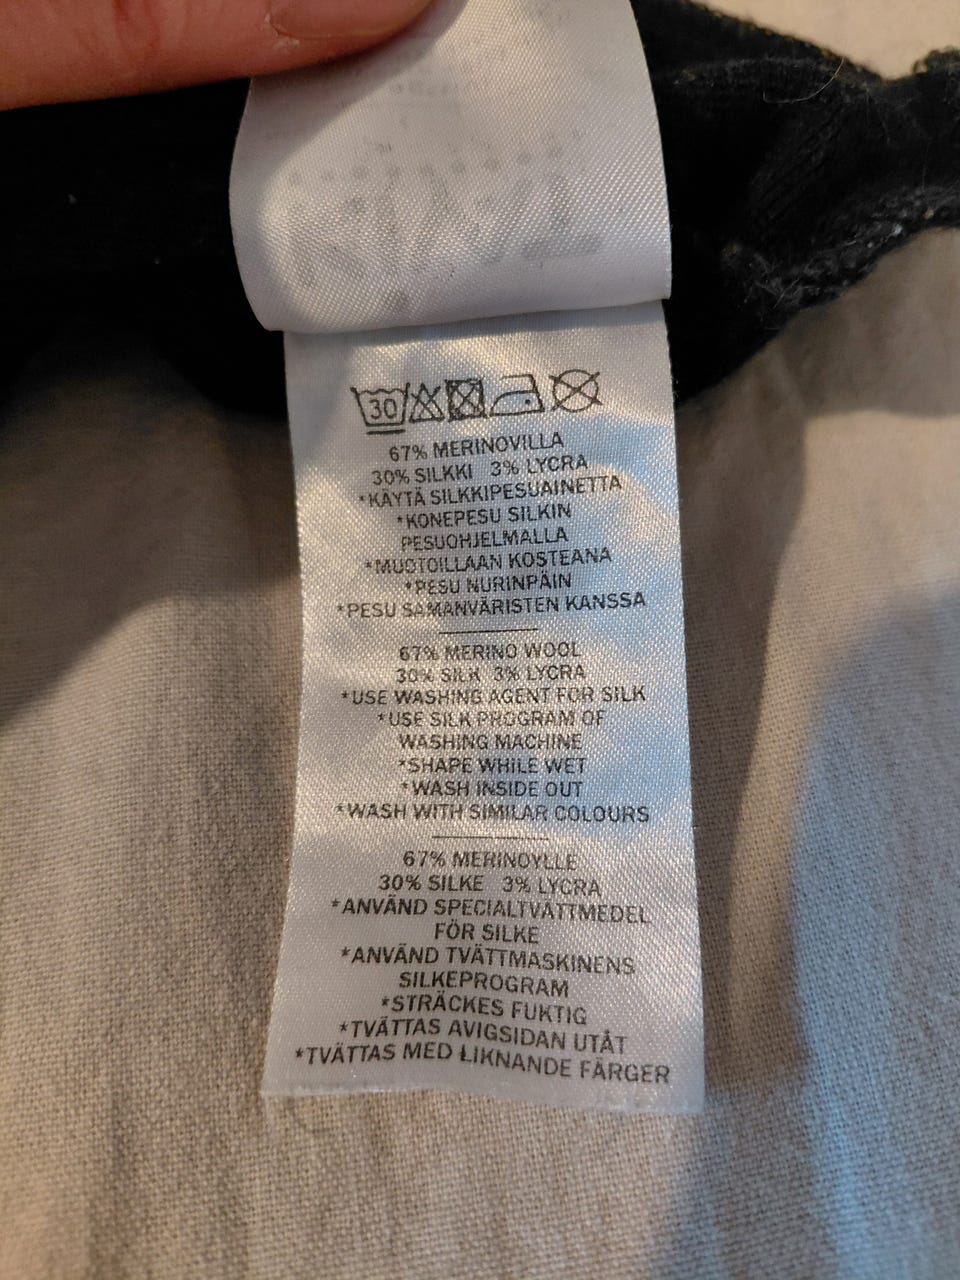 30
67% MERINOVILLA
30% SILKKI 3% LYCRA
*KÄYTÄ SILKKIPESUAINETTA
*KONEPESU SILKIN
PESUOHJELMALLA
*MUOTOILLAAN KOSTEANA
*PESU NURINPÄIN
*PESU SAMANVÄRISTEN KANSSA
67% MERINO WOOL
30% SILK 3% LYCRA
*USE WASHING AGENT FOR SILK
*USE SILK PROGRAM OF
WASHING MACHINE
*SHAPE WHILE WET
*WASH INSIDE OUT
*WASH WITH SIMILAR COLOURS
67% MERINOYLLE
30% SILKE 3% LYCRA
*ANVÄND SPECIALTVÄTTMEDEL
FÖR SILKE
*ANVÄND TVÄTTMASKINENS
SILKEPROGRAM
*STRÄCKES FUKTIG
*TVÄTTAS AVIGSIDAN UTÅT
*TVÄTTAS MED LIKNANDE FÄRGER